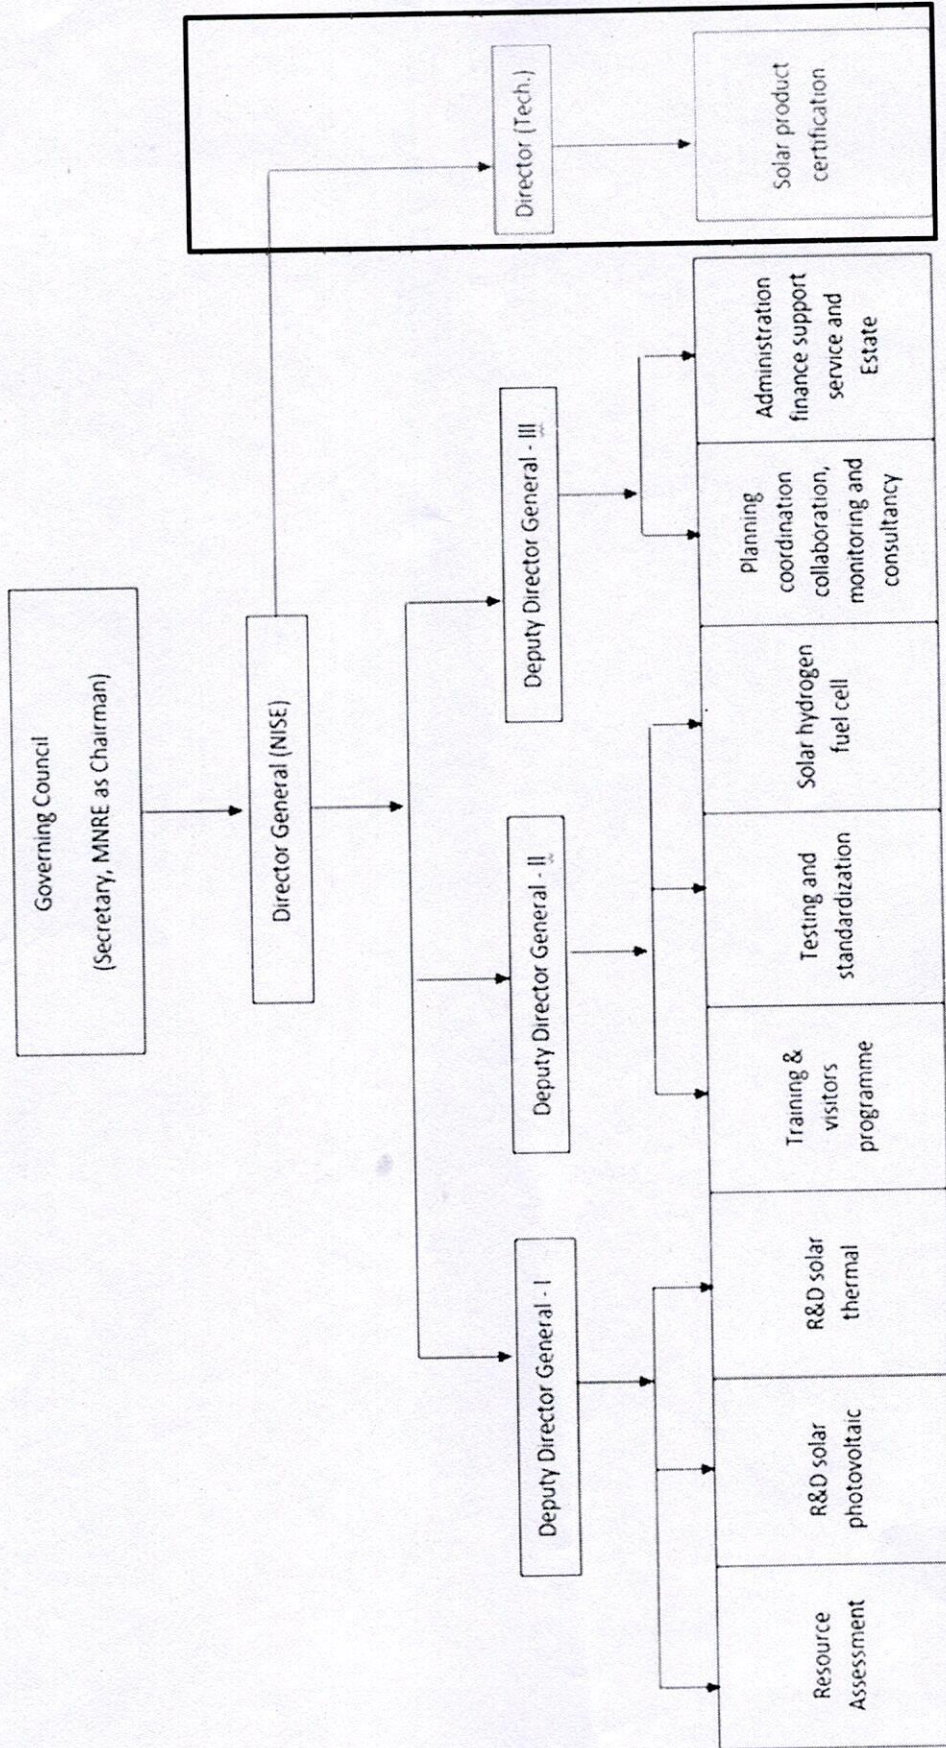 Governing Council
(Secretary, MNRE as Chairman)
Director General (NISE)
Deputy Director General - I
Deputy Director General - II
Deputy Director General - III
Director (Tech.)
Resource
Assessment
R&D solar
photovoltaic
R&D solar
thermal
Training &
visitors
programme
Testing and
standardization
Solar hydrogen
fuel cell
Planning
coordination
collaboration,
monitoring and
consultancy
Administration
finance support
service and
Estate
Solar product
certification